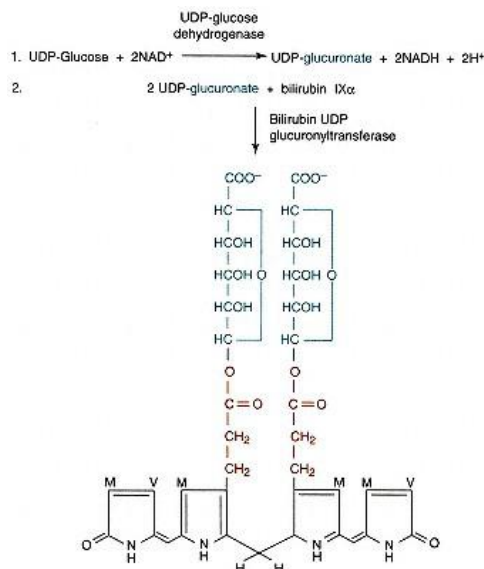 UDP-glucose
dehydrogenase
1. UDP-Glucose + 2NAD⁺ UDP-glucuronate + 2NADH + 2H⁺
2. 2 UDP-glucuronate + bilirubin IXα
Bilirubin UDP
glucuronyltransferase
COO⁻ COO⁻
HC HC
HCOH HCOH
HCOH O HCOH O
HCOH HCOH
HC HC
O O
C=O C=O
CH₂ CH₂
CH₂ CH₂
M V M M M V
O N H N H H H N H N H O